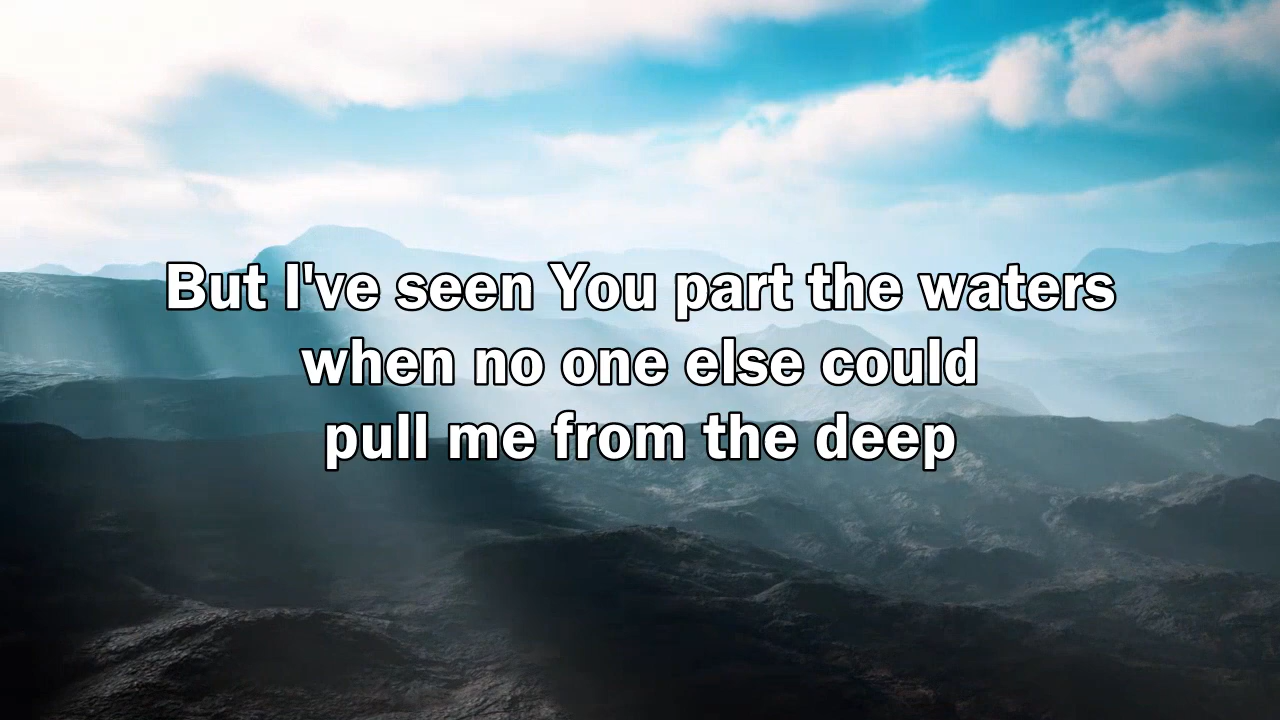 But I've seen You part the waters
when no one else could
pull me from the deep